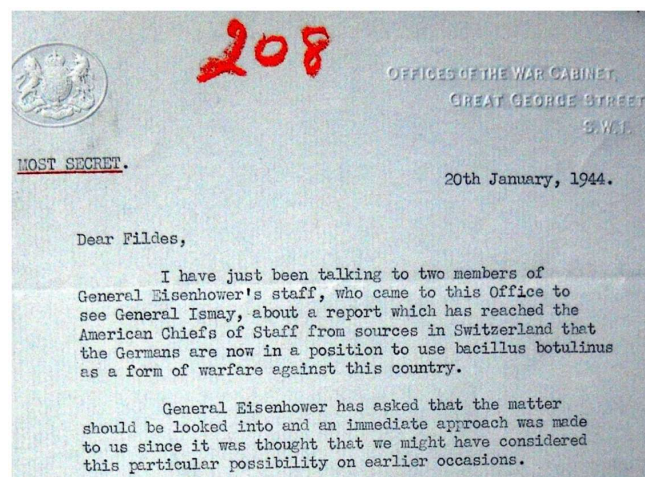 208
OFFICES OF THE WAR CABINET,
GREAT GEORGE STREET
S.W.1.
MOST SECRET.
20th January, 1944.
Dear Fildes,
I have just been talking to two members of
General Eisenhower's staff, who came to this Office to
see General Ismay, about a report which has reached the
American Chiefs of Staff from sources in Switzerland that
the Germans are now in a position to use bacillus botulinus
as a form of warfare against this country.
General Eisenhower has asked that the matter
should be looked into and an immediate approach was made
to us since it was thought that we might have considered
this particular possibility on earlier occasions.